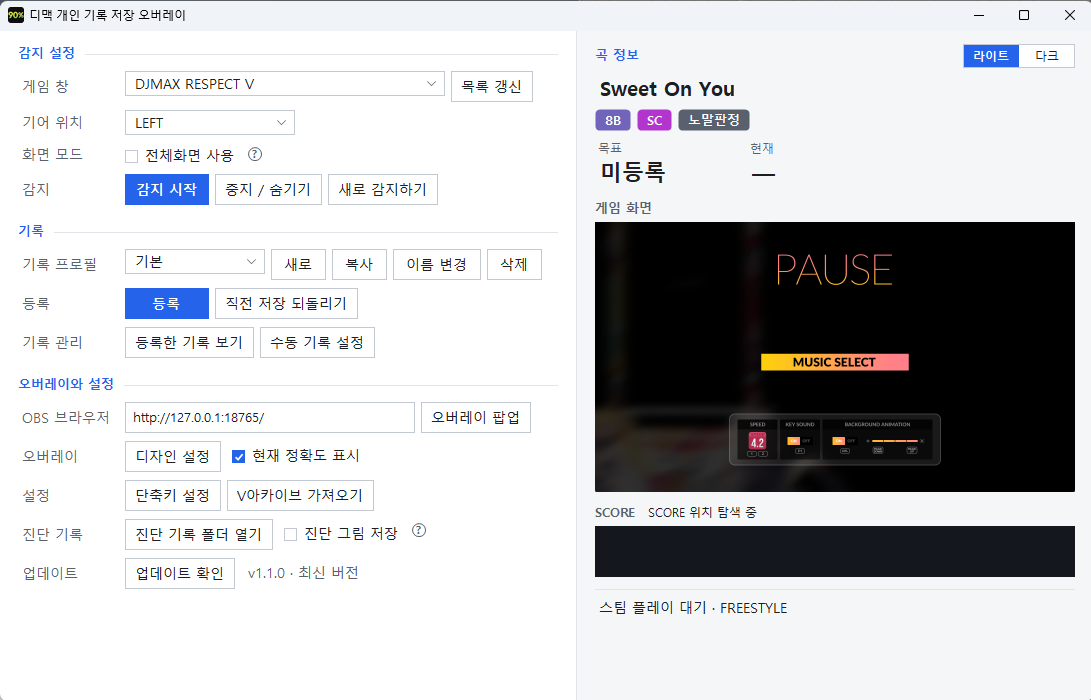 90% 디맥 개인 기록 저장 오버레이
감지 설정
게임 창 DJMAX RESPECT V 목록 갱신
기어 위치 LEFT
화면 모드 전체화면 사용 ?
감지 감지 시작 중지 / 숨기기 새로 감지하기
기록
기록 프로필 기본 새로 복사 이름 변경 삭제
등록 등록 직전 저장 되돌리기
기록 관리 등록한 기록 보기 수동 기록 설정
오버레이와 설정
OBS 브라우저 http://127.0.0.1:18765/ 오버레이 팝업
오버레이 디자인 설정 현재 정확도 표시
설정 단축키 설정 V아카이브 가져오기
진단 기록 진단 기록 폴더 열기 진단 그림 저장 ?
업데이트 업데이트 확인 v1.1.0 · 최신 버전
곡 정보 라이트 다크
Sweet On You
8B SC 노말판정
목표 현재
미등록 —
게임 화면
PAUSE
MUSIC SELECT
SPEED KEY SOUND BACKGROUND ANIMATION
4.2 ON OFF ON OFF
SCORE SCORE 위치 탐색 중
스팀 플레이 대기 · FREESTYLE